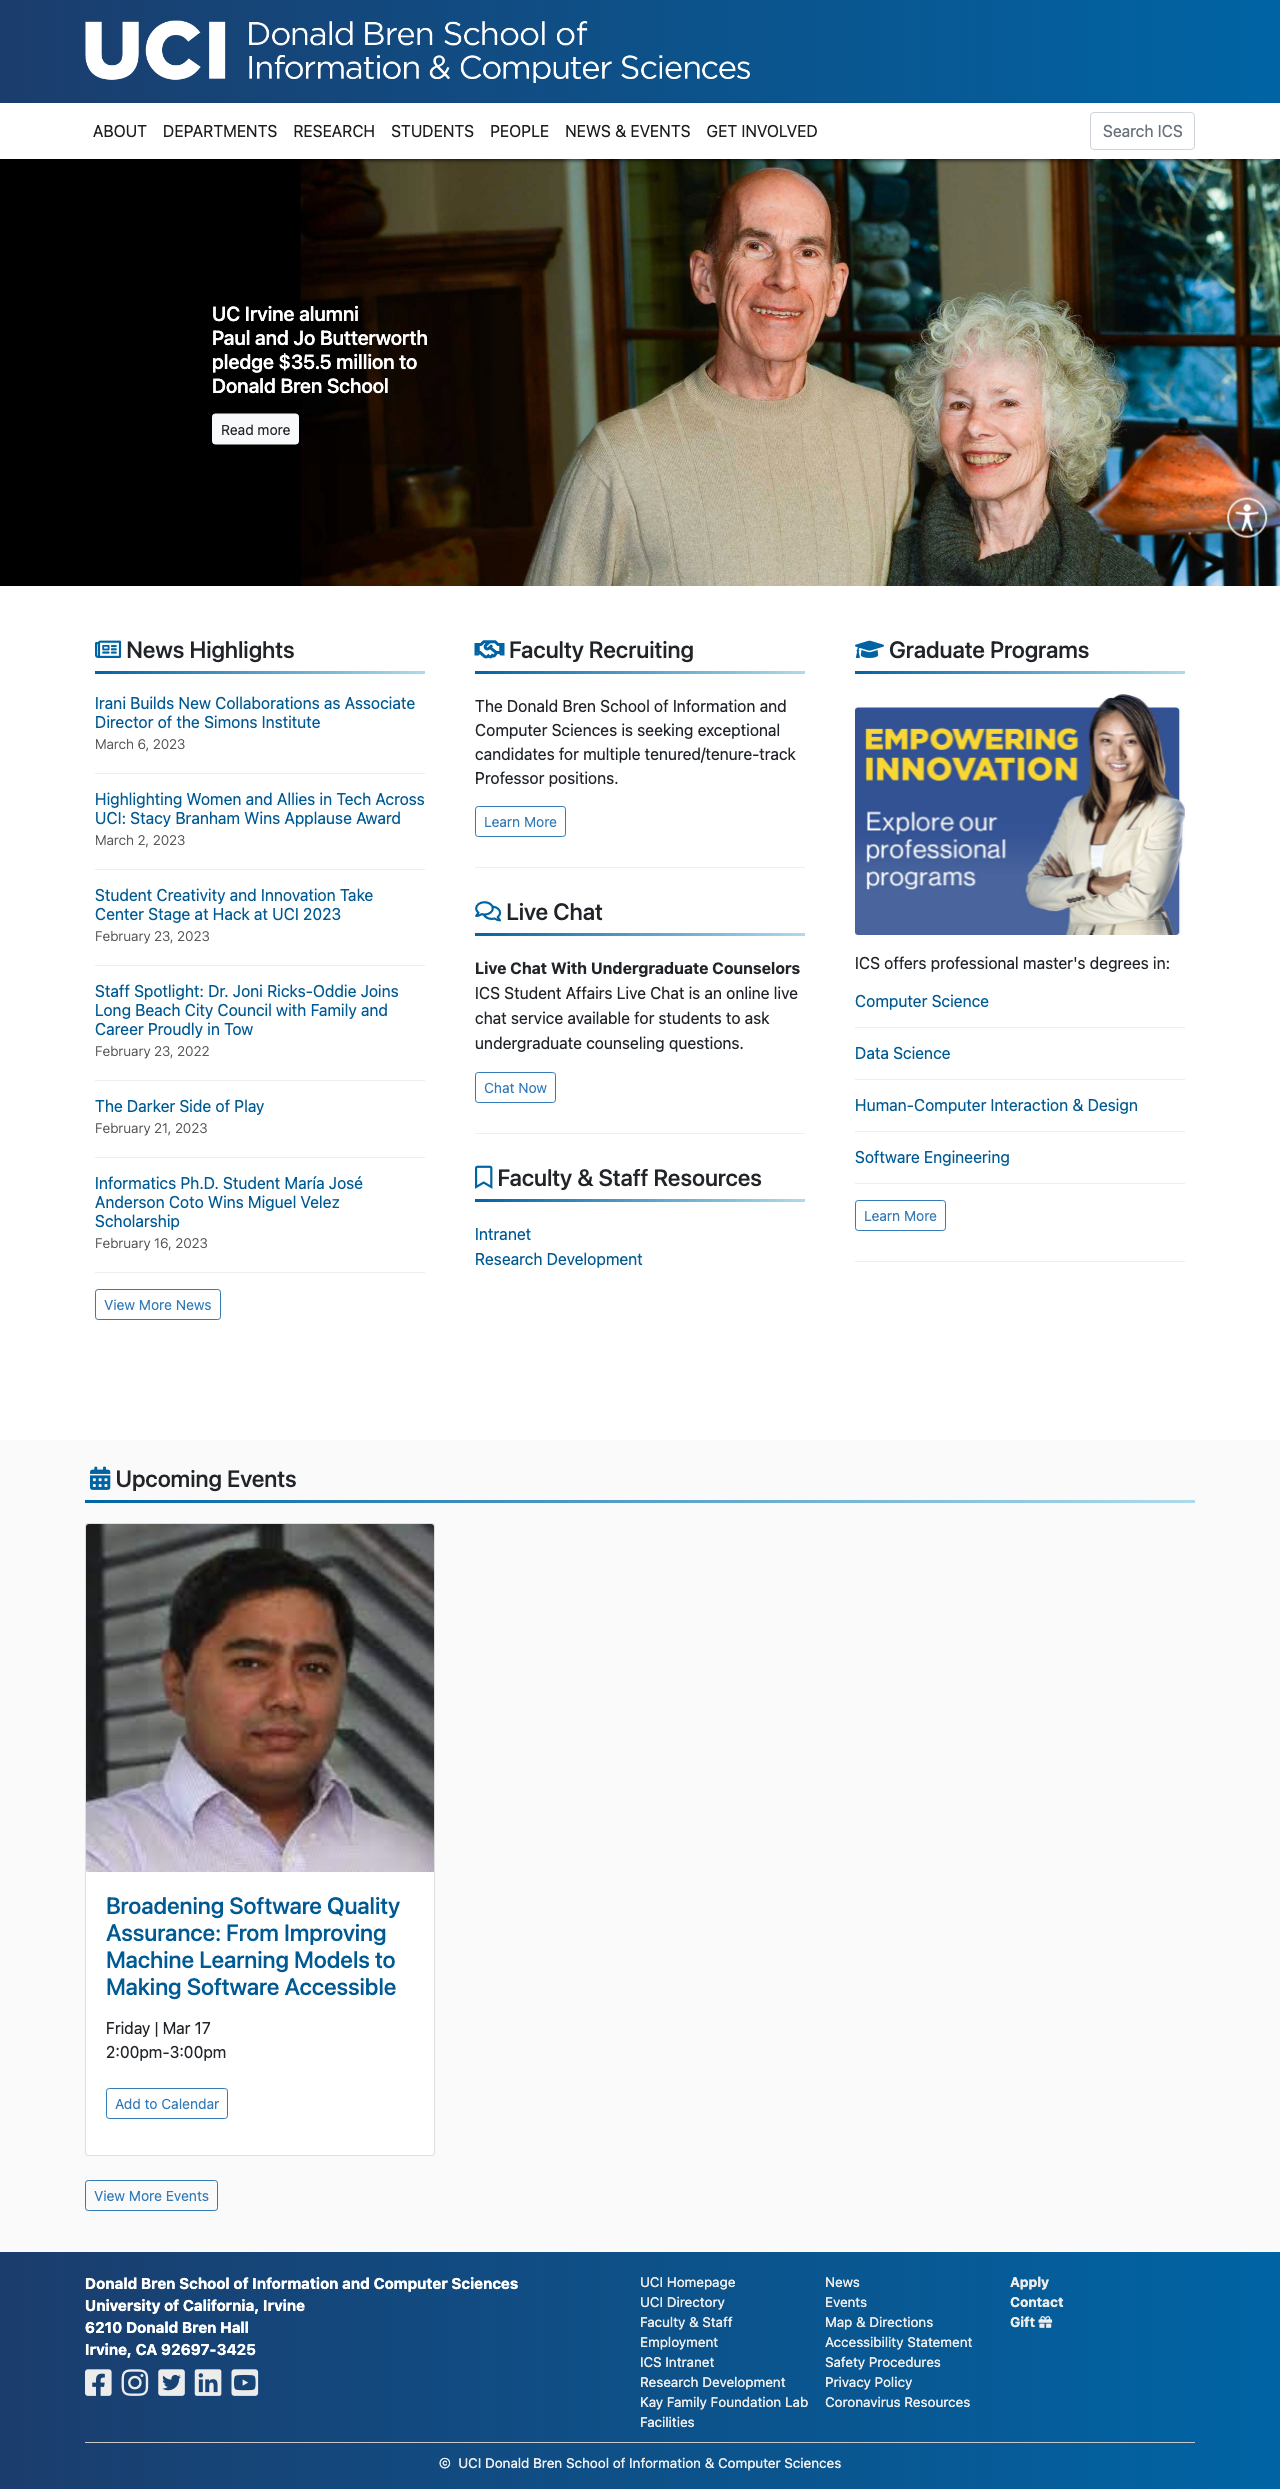 UCI Donald Bren School of
Information & Computer Sciences
ABOUT DEPARTMENTS RESEARCH STUDENTS PEOPLE NEWS & EVENTS GET INVOLVED Search ICS
UC Irvine alumni
Paul and Jo Butterworth
pledge $35.5 million to
Donald Bren School
Read more
News Highlights
Irani Builds New Collaborations as Associate
Director of the Simons Institute
March 6, 2023
Highlighting Women and Allies in Tech Across
UCI: Stacy Branham Wins Applause Award
March 2, 2023
Student Creativity and Innovation Take
Center Stage at Hack at UCI 2023
February 23, 2023
Staff Spotlight: Dr. Joni Ricks-Oddie Joins
Long Beach City Council with Family and
Career Proudly in Tow
February 23, 2022
The Darker Side of Play
February 21, 2023
Informatics Ph.D. Student María José
Anderson Coto Wins Miguel Velez
Scholarship
February 16, 2023
View More News
Faculty Recruiting
The Donald Bren School of Information and
Computer Sciences is seeking exceptional
candidates for multiple tenured/tenure-track
Professor positions.
Learn More
Live Chat
Live Chat With Undergraduate Counselors
ICS Student Affairs Live Chat is an online live
chat service available for students to ask
undergraduate counseling questions.
Chat Now
Faculty & Staff Resources
Intranet
Research Development
Graduate Programs
EMPOWERING
INNOVATION
Explore our
professional
programs
ICS offers professional master's degrees in:
Computer Science
Data Science
Human-Computer Interaction & Design
Software Engineering
Learn More
Upcoming Events
Broadening Software Quality
Assurance: From Improving
Machine Learning Models to
Making Software Accessible
Friday | Mar 17
2:00pm-3:00pm
Add to Calendar
View More Events
Donald Bren School of Information and Computer Sciences
University of California, Irvine
6210 Donald Bren Hall
Irvine, CA 92697-3425
UCI Homepage
UCI Directory
Faculty & Staff
Employment
ICS Intranet
Research Development
Kay Family Foundation Lab
Facilities
News
Events
Map & Directions
Accessibility Statement
Safety Procedures
Privacy Policy
Coronavirus Resources
Apply
Contact
Gift
© UCI Donald Bren School of Information & Computer Sciences